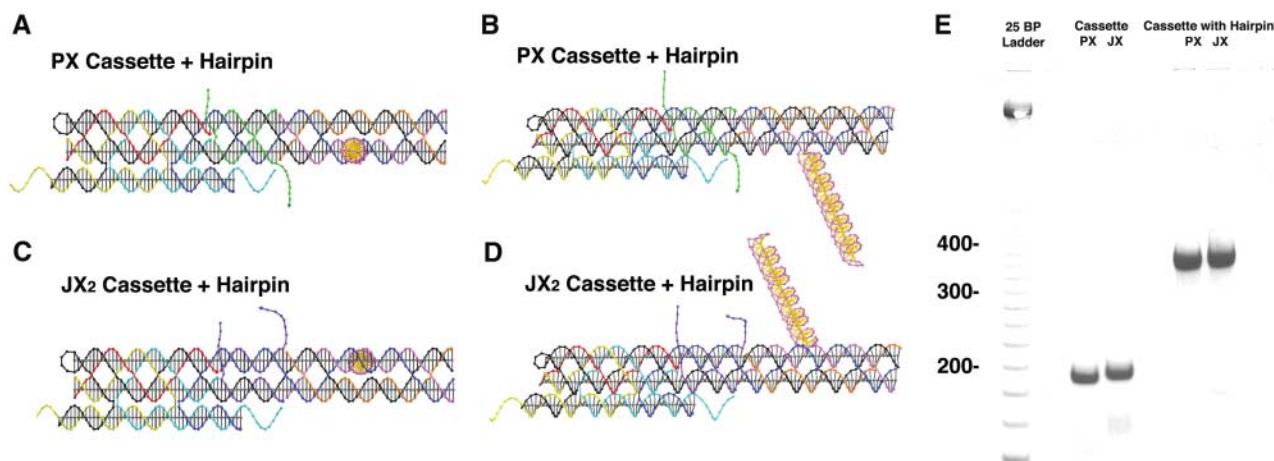 A
PX Cassette + Hairpin
B
PX Cassette + Hairpin
C
JX2 Cassette + Hairpin
D
JX2 Cassette + Hairpin
E
25 BP
Ladder
Cassette
PX JX
Cassette with Hairpin
PX JX
400-
300-
200-